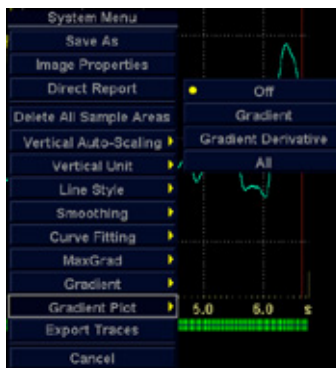 System Menu
Save As
Image Properties
Direct Report
Delete All Sample Areas
Vertical Auto-Scaling
Vertical Unit
Line Style
Smoothing
Curve Fitting
MaxGrad
Gradient
Gradient Plot
Export Traces
Cancel
Off
Gradient
Gradient Derivative
All
5.0 6.0 s